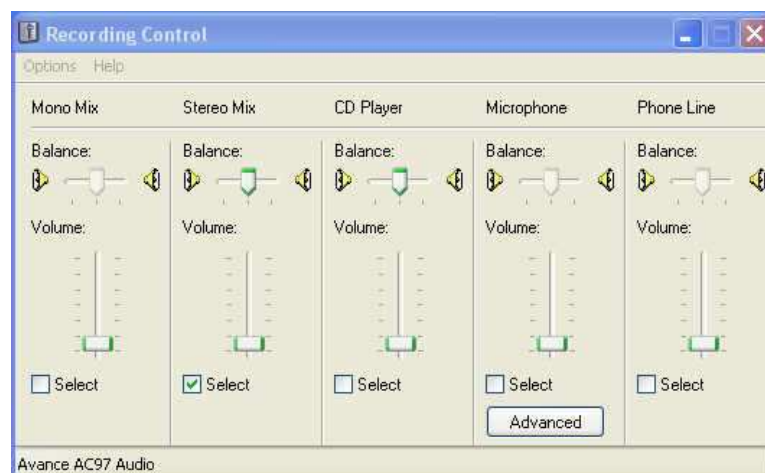 Recording Control
Options Help
Mono Mix Stereo Mix CD Player Microphone Phone Line
Balance: Balance: Balance: Balance: Balance:
Volume: Volume: Volume: Volume: Volume:
Select Select Select Select Select
Advanced
Avance AC97 Audio